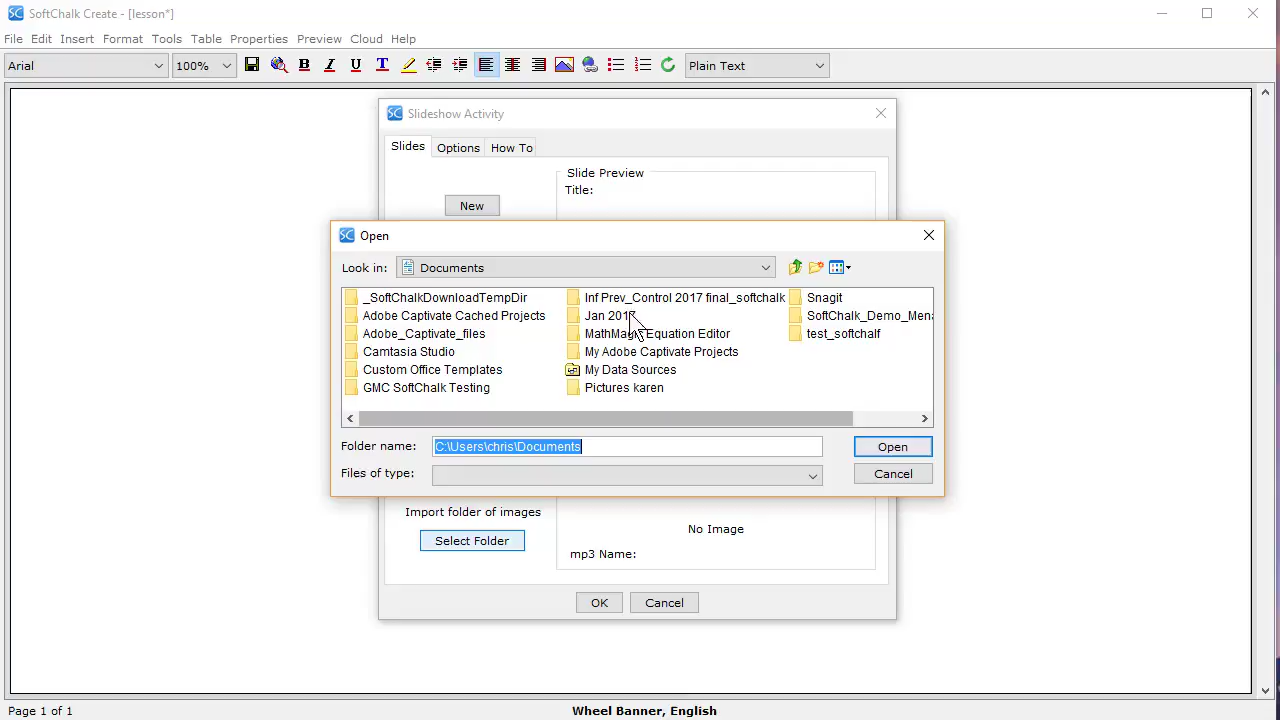 SoftChalk Create - [lesson*]
File Edit Insert Format Tools Table Properties Preview Cloud Help
Arial 100% B I U T Plain Text
Slideshow Activity
Slides Options How To
Slide Preview
Title:
New
Open
Look in: Documents
_SoftChalkDownloadTempDir Inf Prev_Control 2017 final_softchalk Snagit
Adobe Captivate Cached Projects Jan SoftChalk_Demo_Mena
Adobe_Captivate_files MathMagic Equation Editor test_softchalf
Camtasia Studio My Adobe Captivate Projects
Custom Office Templates My Data Sources
GMC SoftChalk Testing Pictures karen
Folder name: C:\Users\chris\Documents Open
Files of type: Cancel
Import folder of images
No Image
Select Folder
mp3 Name:
OK Cancel
Page 1 of 1 Wheel Banner, English